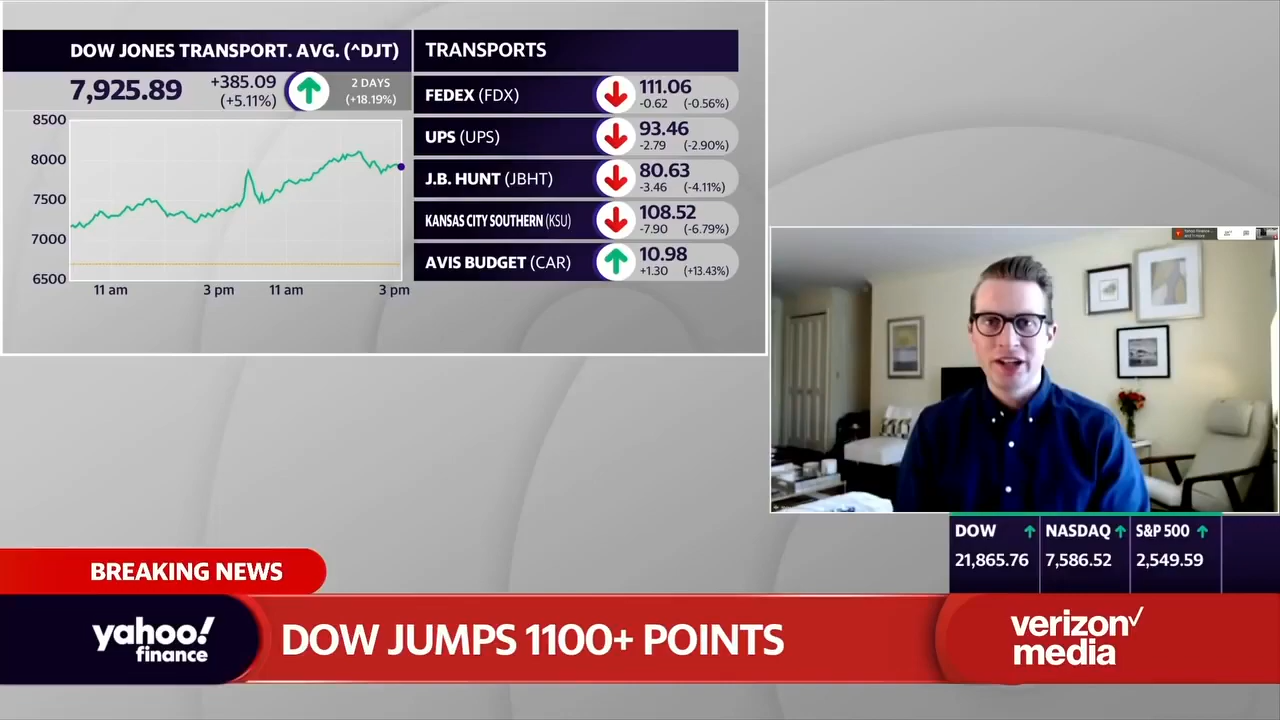 DOW JONES TRANSPORT. AVG. (^DJT)
7,925.89
+385.09
(+5.11%)
2 DAYS
(+18.19%)
8500
8000
7500
7000
6500
11 am
3 pm
11 am
3 pm
TRANSPORTS
FEDEX (FDX)
111.06
-0.62 (-0.56%)
UPS (UPS)
93.46
-2.79 (-2.90%)
J.B. HUNT (JBHT)
80.63
-3.46 (-4.11%)
KANSAS CITY SOUTHERN (KSU)
108.52
-7.90 (-6.79%)
AVIS BUDGET (CAR)
10.98
+1.30 (+13.43%)
DOW
21,865.76
NASDAQ
7,586.52
S&P 500
2,549.59
BREAKING NEWS
yahoo!
finance
DOW JUMPS 1100+ POINTS
verizon
media